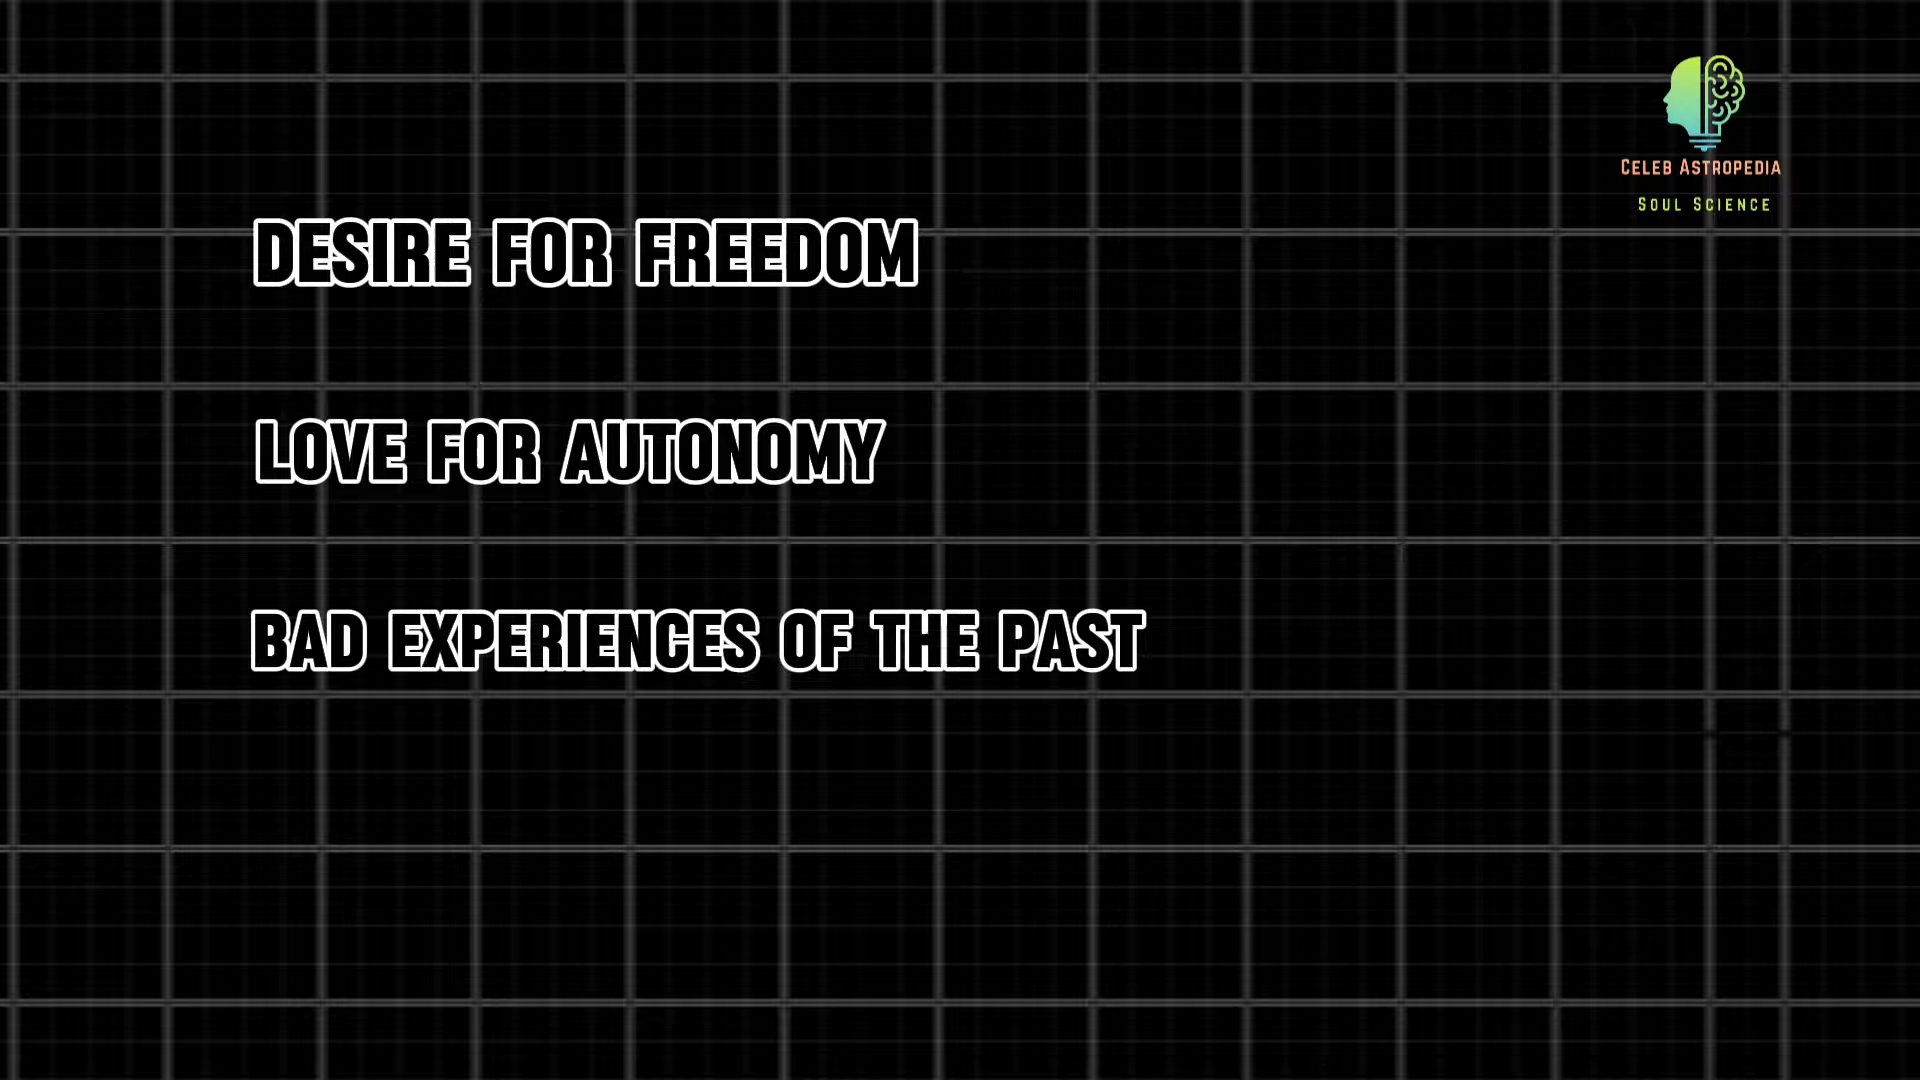 CELEB ASTROPEDIA
SOUL SCIENCE
DESIRE FOR FREEDOM
LOVE FOR AUTONOMY
BAD EXPERIENCES OF THE PAST